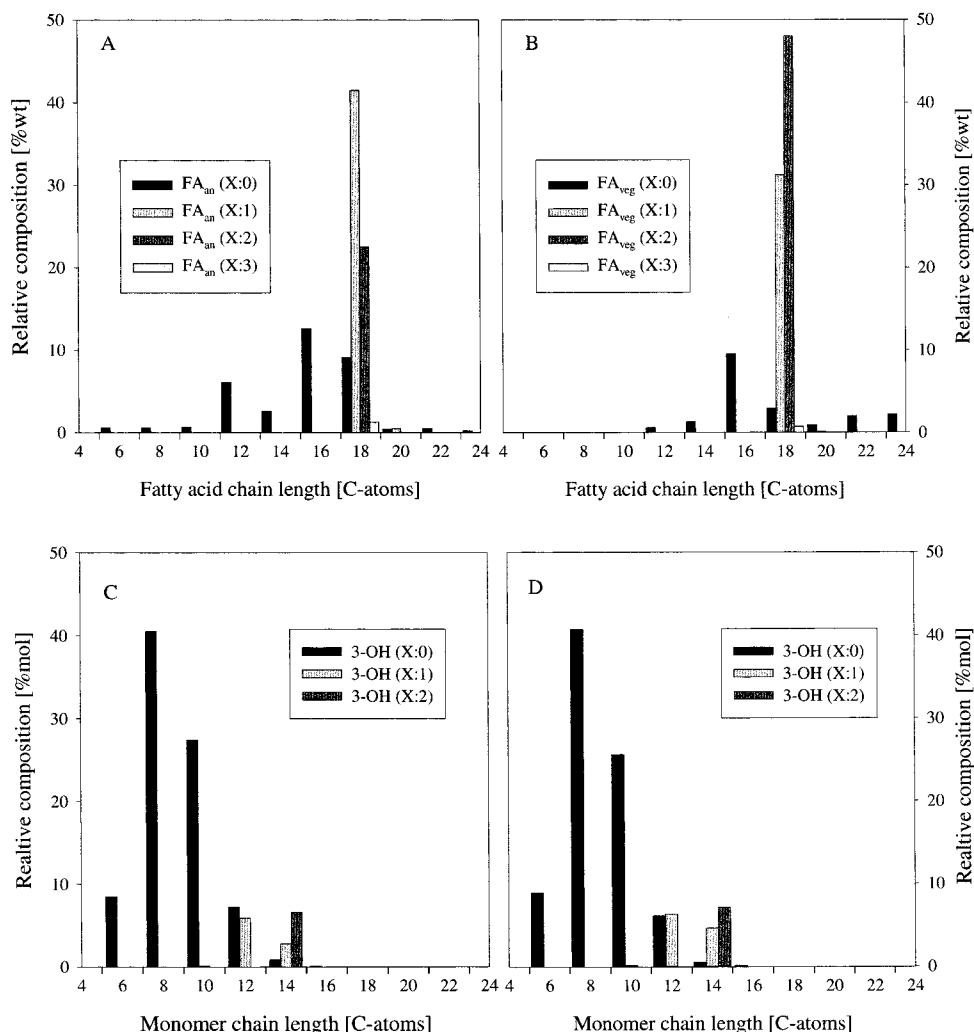 A
50
40
30
20
10
0
Relative composition [%wt]
FAan (X:0)
FAan (X:1)
FAan (X:2)
FAan (X:3)
4 6 8 10 12 14 16 18 20 22 24
Fatty acid chain length [C-atoms]
B
50
40
30
20
10
0
Relative composition [%wt]
FAveg (X:0)
FAveg (X:1)
FAveg (X:2)
FAveg (X:3)
4 6 8 10 12 14 16 18 20 22 24
Fatty acid chain length [C-atoms]
C
50
40
30
20
10
0
Realtive composition [%mol]
3-OH (X:0)
3-OH (X:1)
3-OH (X:2)
4 6 8 10 12 14 16 18 20 22 24
Monomer chain length [C-atoms]
D
50
40
30
20
10
0
Realtive composition [%mol]
3-OH (X:0)
3-OH (X:1)
3-OH (X:2)
4 6 8 10 12 14 16 18 20 22 24
Monomer chain length [C-atoms]